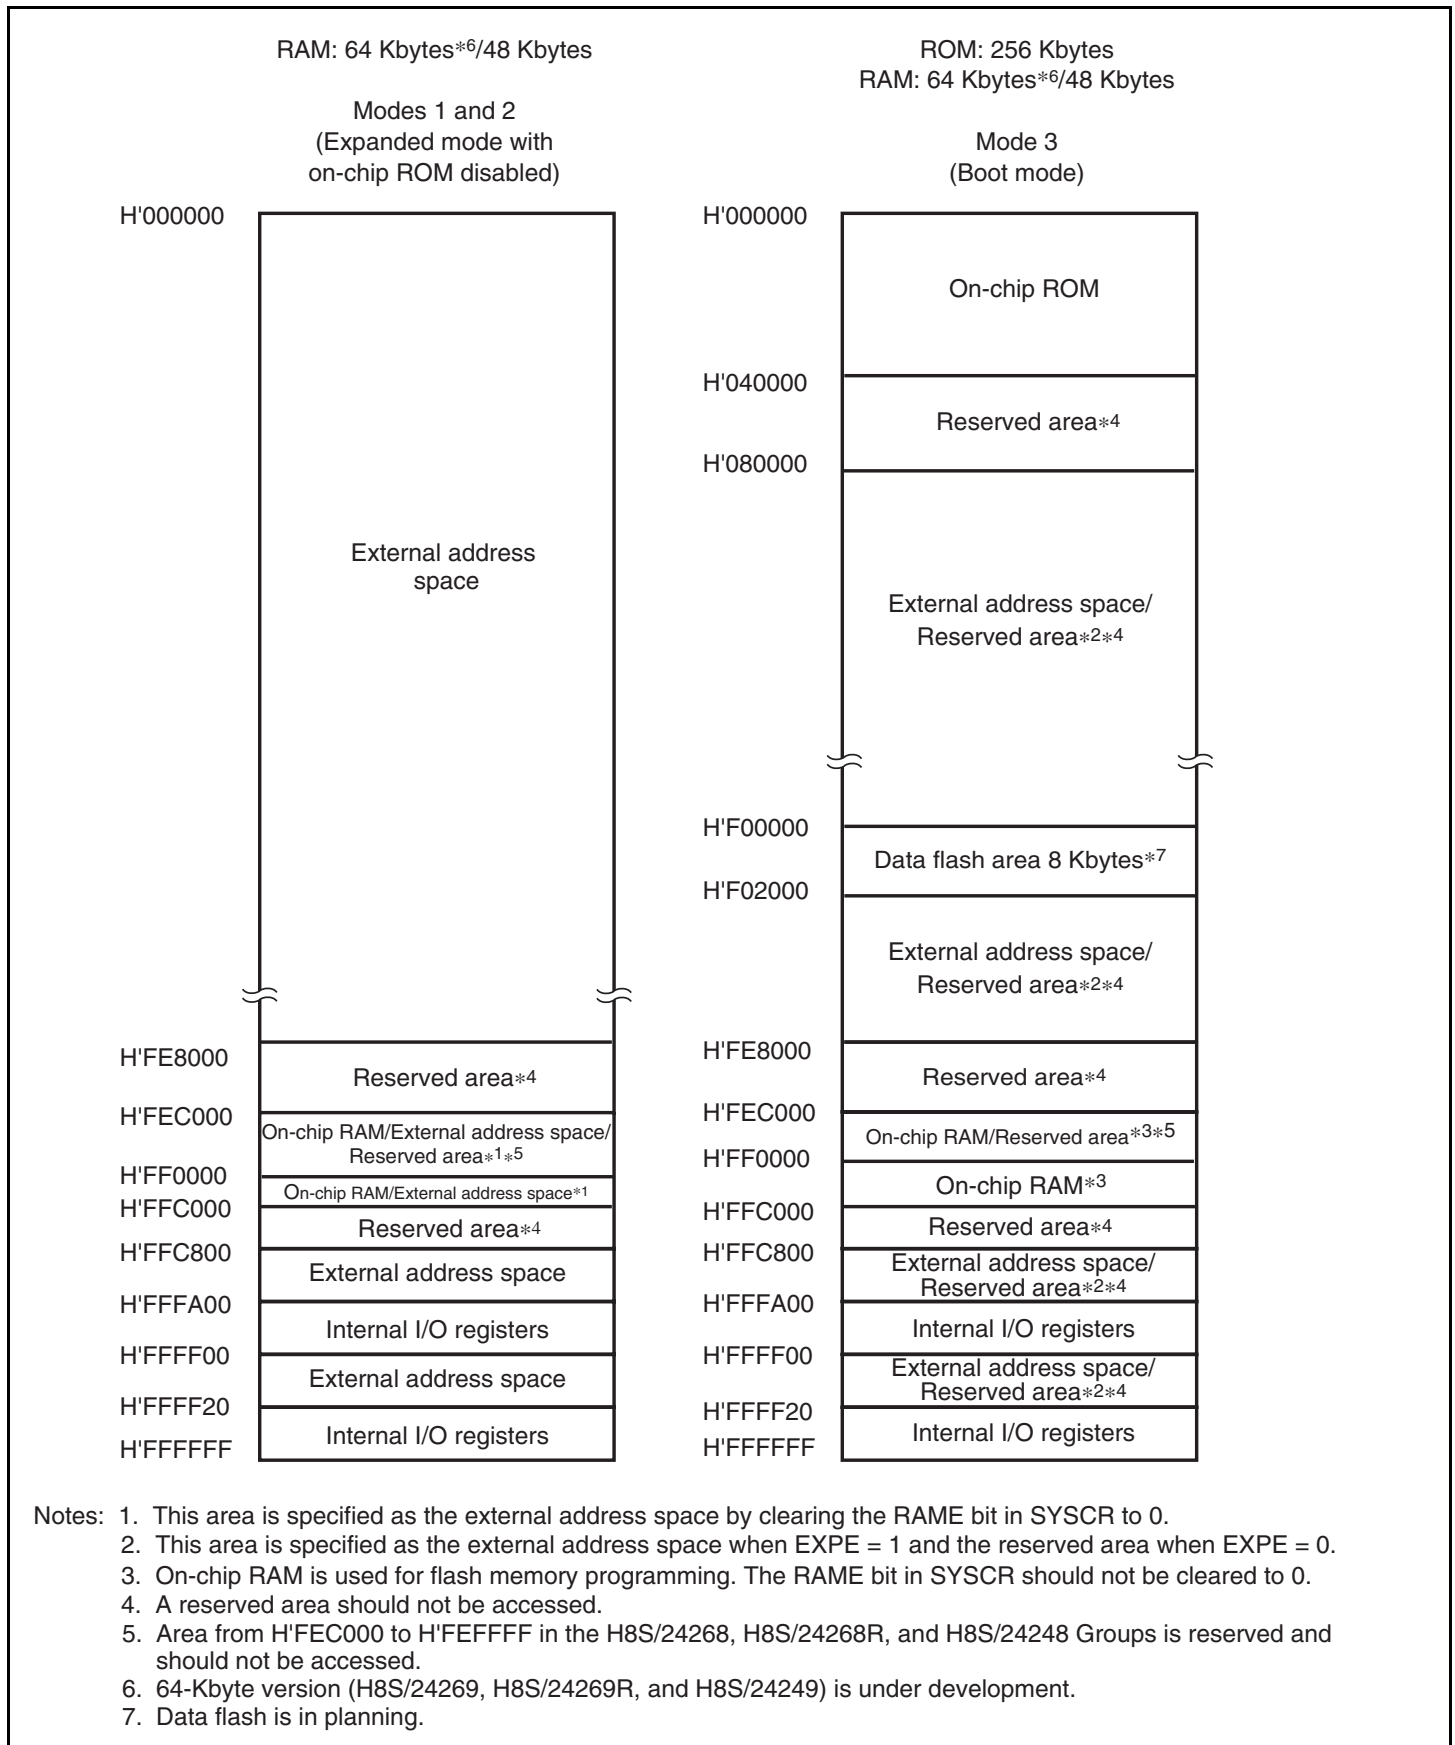 RAM: 64 Kbytes*6/48 Kbytes
Modes 1 and 2
(Expanded mode with
on-chip ROM disabled)
H'000000
External address
space
H'FE8000
Reserved area*4
H'FEC000
On-chip RAM/External address space/
Reserved area*1*5
H'FF0000
On-chip RAM/External address space*1
H'FFC000
Reserved area*4
H'FFC800
External address space
H'FFFA00
Internal I/O registers
H'FFFF00
External address space
H'FFFF20
Internal I/O registers
H'FFFFFF
ROM: 256 Kbytes
RAM: 64 Kbytes*6/48 Kbytes
Mode 3
(Boot mode)
H'000000
On-chip ROM
H'040000
Reserved area*4
H'080000
External address space/
Reserved area*2*4
H'F00000
Data flash area 8 Kbytes*7
H'F02000
External address space/
Reserved area*2*4
H'FE8000
Reserved area*4
H'FEC000
On-chip RAM/Reserved area*3*5
H'FF0000
On-chip RAM*3
H'FFC000
Reserved area*4
H'FFC800
External address space/
Reserved area*2*4
H'FFFA00
Internal I/O registers
H'FFFF00
External address space/
Reserved area*2*4
H'FFFF20
Internal I/O registers
H'FFFFFF
Notes: 1. This area is specified as the external address space by clearing the RAME bit in SYSCR to 0.
2. This area is specified as the external address space when EXPE = 1 and the reserved area when EXPE = 0.
3. On-chip RAM is used for flash memory programming. The RAME bit in SYSCR should not be cleared to 0.
4. A reserved area should not be accessed.
5. Area from H'FEC000 to H'FEFFFF in the H8S/24268, H8S/24268R, and H8S/24248 Groups is reserved and
should not be accessed.
6. 64-Kbyte version (H8S/24269, H8S/24269R, and H8S/24249) is under development.
7. Data flash is in planning.